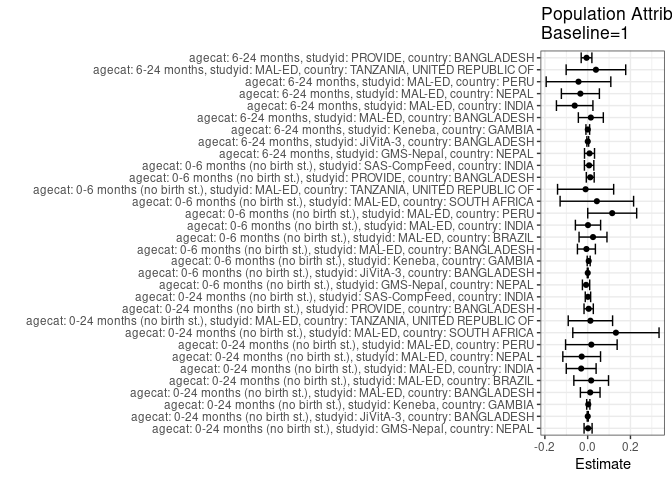 Population Attrib
Baseline=1
agecat: 6-24 months, studyid: PROVIDE, country: BANGLADESH
agecat: 6-24 months, studyid: MAL-ED, country: TANZANIA, UNITED REPUBLIC OF
agecat: 6-24 months, studyid: MAL-ED, country: PERU
agecat: 6-24 months, studyid: MAL-ED, country: NEPAL
agecat: 6-24 months, studyid: MAL-ED, country: INDIA
agecat: 6-24 months, studyid: MAL-ED, country: BANGLADESH
agecat: 6-24 months, studyid: Keneba, country: GAMBIA
agecat: 6-24 months, studyid: JiVitA-3, country: BANGLADESH
agecat: 6-24 months, studyid: GMS-Nepal, country: NEPAL
agecat: 0-6 months (no birth st.), studyid: SAS-CompFeed, country: INDIA
agecat: 0-6 months (no birth st.), studyid: PROVIDE, country: BANGLADESH
agecat: 0-6 months (no birth st.), studyid: MAL-ED, country: TANZANIA, UNITED REPUBLIC OF
agecat: 0-6 months (no birth st.), studyid: MAL-ED, country: SOUTH AFRICA
agecat: 0-6 months (no birth st.), studyid: MAL-ED, country: PERU
agecat: 0-6 months (no birth st.), studyid: MAL-ED, country: INDIA
agecat: 0-6 months (no birth st.), studyid: MAL-ED, country: BRAZIL
agecat: 0-6 months (no birth st.), studyid: MAL-ED, country: BANGLADESH
agecat: 0-6 months (no birth st.), studyid: Keneba, country: GAMBIA
agecat: 0-6 months (no birth st.), studyid: JiVitA-3, country: BANGLADESH
agecat: 0-6 months (no birth st.), studyid: GMS-Nepal, country: NEPAL
agecat: 0-24 months (no birth st.), studyid: SAS-CompFeed, country: INDIA
agecat: 0-24 months (no birth st.), studyid: PROVIDE, country: BANGLADESH
agecat: 0-24 months (no birth st.), studyid: MAL-ED, country: TANZANIA, UNITED REPUBLIC OF
agecat: 0-24 months (no birth st.), studyid: MAL-ED, country: SOUTH AFRICA
agecat: 0-24 months (no birth st.), studyid: MAL-ED, country: PERU
agecat: 0-24 months (no birth st.), studyid: MAL-ED, country: NEPAL
agecat: 0-24 months (no birth st.), studyid: MAL-ED, country: INDIA
agecat: 0-24 months (no birth st.), studyid: MAL-ED, country: BRAZIL
agecat: 0-24 months (no birth st.), studyid: MAL-ED, country: BANGLADESH
agecat: 0-24 months (no birth st.), studyid: Keneba, country: GAMBIA
agecat: 0-24 months (no birth st.), studyid: JiVitA-3, country: BANGLADESH
agecat: 0-24 months (no birth st.), studyid: GMS-Nepal, country: NEPAL
-0.2 0.0 0.2
Estimate